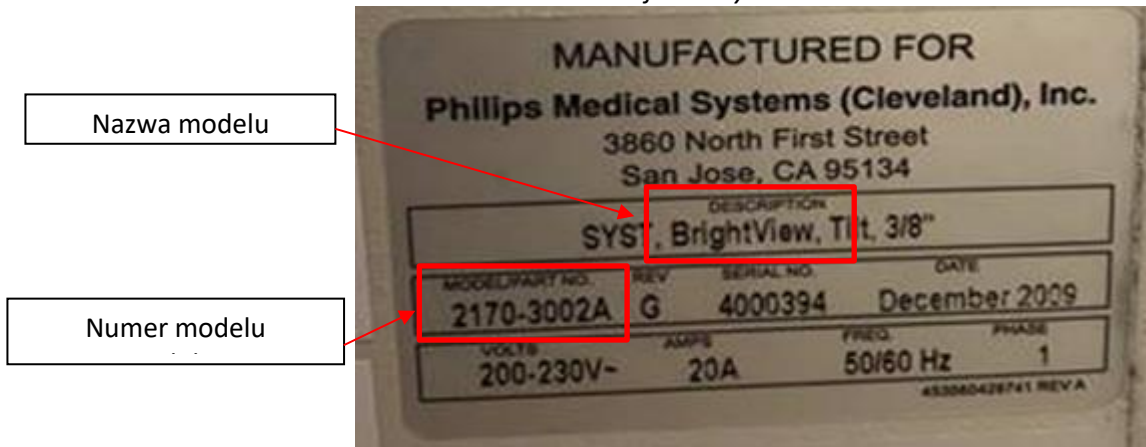 MANUFACTURED FOR
Philips Medical Systems (Cleveland), Inc.
3860 North First Street
San Jose, CA 95134
Nazwa modelu
DESCRIPTION
SYST, BrightView, Tilt, 3/8"
MODEL/PART NO. REV SERIAL NO. DATE
2170-3002A G 4000394 December 2009
Numer modelu
VOLTS AMPS FREQ. PHASE
200-230V~ 20A 50/60 Hz 1
453560428741 REV A